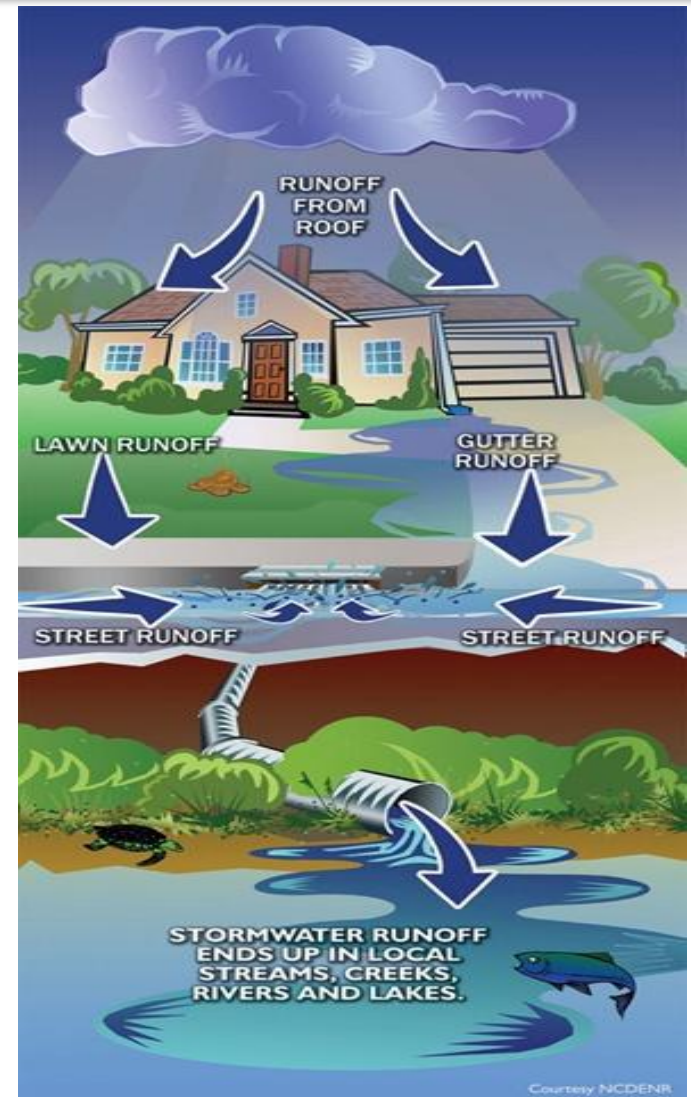 RUNOFF
FROM
ROOF
LAWN RUNOFF
GUTTER
RUNOFF
STREET RUNOFF
STREET RUNOFF
STORMWATER RUNOFF
ENDS UP IN LOCAL
STREAMS, CREEKS,
RIVERS AND LAKES.
Courtesy NCDENR